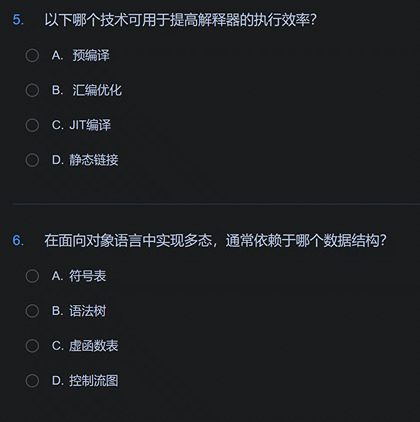 5. 以下哪个技术可用于提高解释器的执行效率？
A. 预编译
B. 汇编优化
C. JIT编译
D. 静态链接
6. 在面向对象语言中实现多态，通常依赖于哪个数据结构？
A. 符号表
B. 语法树
C. 虚函数表
D. 控制流图